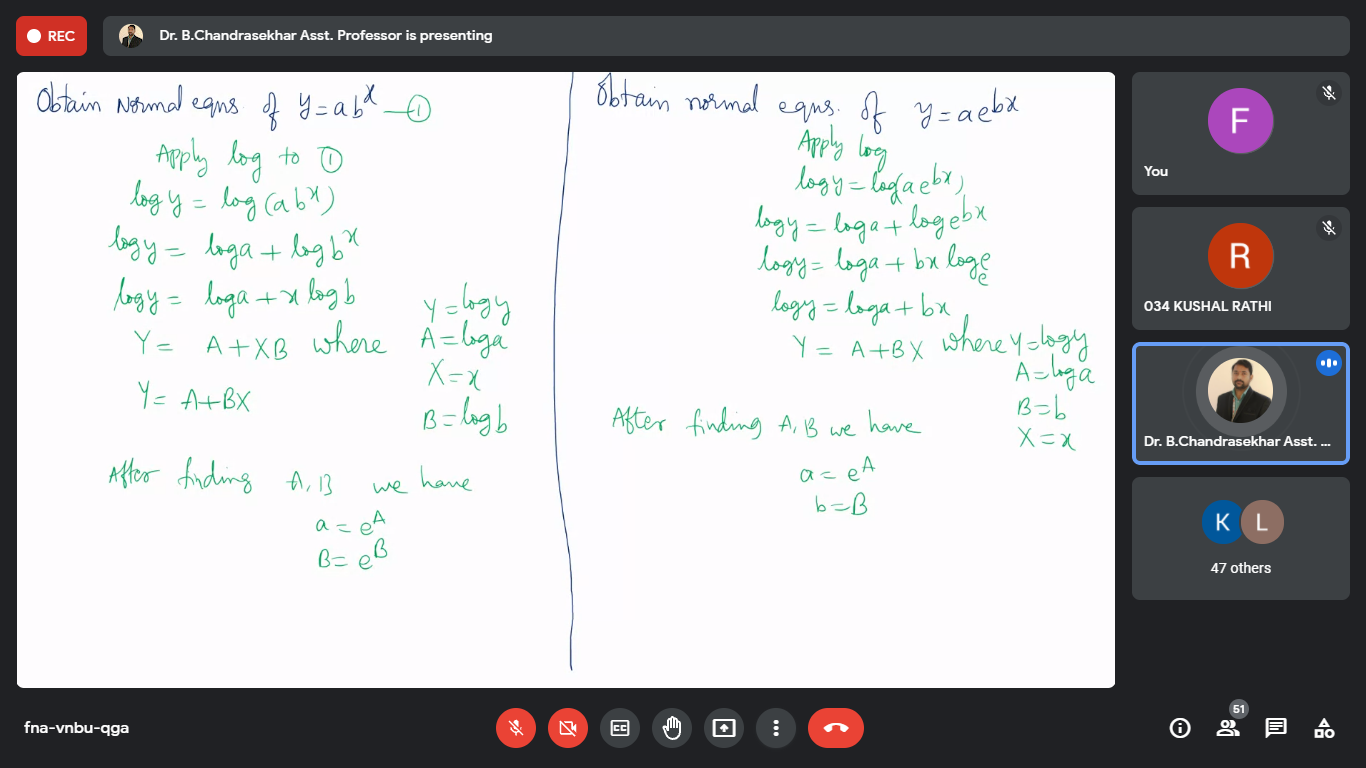 REC
Dr. B.Chandrasekhar Asst. Professor is presenting
Obtain Normal eqns. of y = ab^x —①
Apply log to ①
log y = log (ab^x)
log y = log a + log b^x
log y = log a + x log b
Y = A + XB where
Y = log y
A = log a
X = x
B = log b
Y = A+BX
After finding A, B we have
a = e^A
B = e^B
Obtain normal eqns. of y = ae^bx
Apply log
log y = log(ae^bx)
log y = log a + log e^bx
log y = log a + bx log_e e
log y = log a + bx
Y = A + BX where Y = log y
A = log a
B = b
X = x
After finding A, B we have
a = e^A
b = B
F
You
R
034 KUSHAL RATHI
Dr. B.Chandrasekhar Asst. ...
K L
47 others
fna-vnbu-qga
CC
51